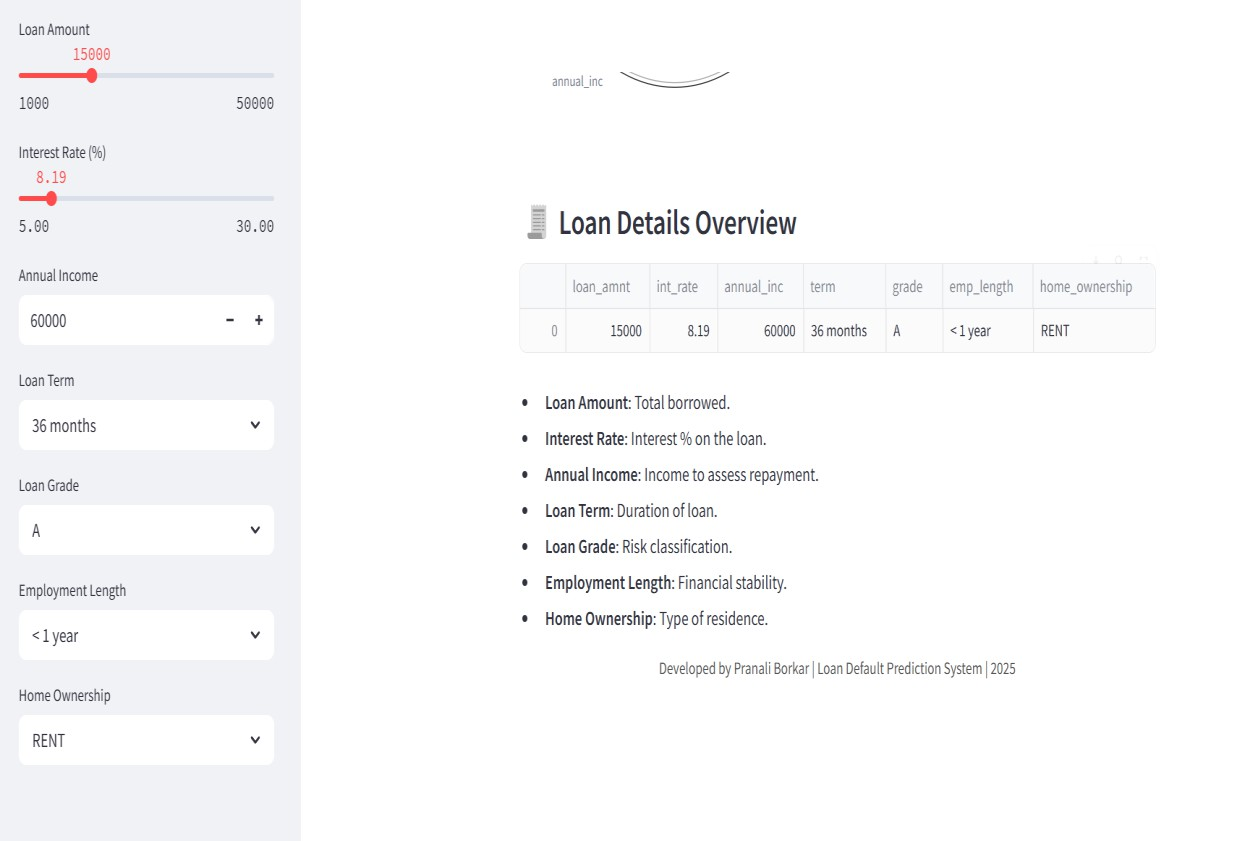 Loan Amount
15000
1000 50000
Interest Rate (%)
8.19
5.00 30.00
Annual Income
60000 - +
Loan Term
36 months
Loan Grade
A
Employment Length
< 1 year
Home Ownership
RENT
annual_inc
Loan Details Overview
loan_amnt int_rate annual_inc term grade emp_length home_ownership
0 15000 8.19 60000 36 months A < 1 year RENT
• Loan Amount: Total borrowed.
• Interest Rate: Interest % on the loan.
• Annual Income: Income to assess repayment.
• Loan Term: Duration of loan.
• Loan Grade: Risk classification.
• Employment Length: Financial stability.
• Home Ownership: Type of residence.
Developed by Pranali Borkar | Loan Default Prediction System | 2025